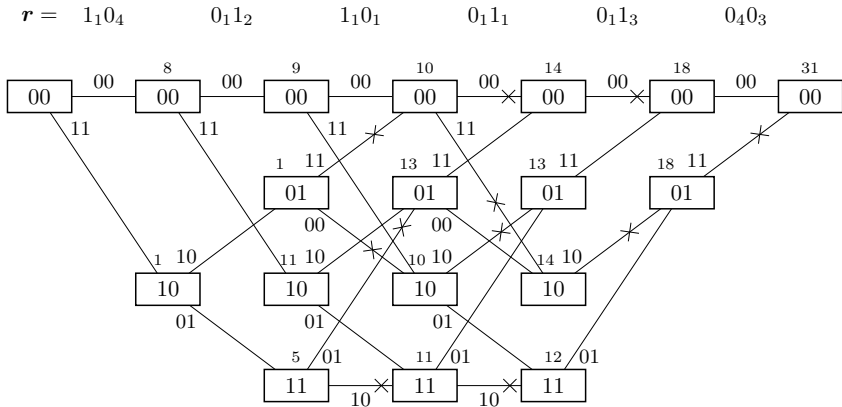 r = 1₁0₄ 0₁1₂ 1₁0₁ 0₁1₁ 0₁1₃ 0₄0₃
8 9 10 14 18 31
00 00 00 00 00 00
00 00 00 00 00 00 00
11 11 11 11
1 11 13 11 13 11 18 11
01 01 01 01
00 00
1 10 11 10 10 10 14 10
10 10 10 10
01 01 01
5 01 11 01 12 01
11 11 11
10 10